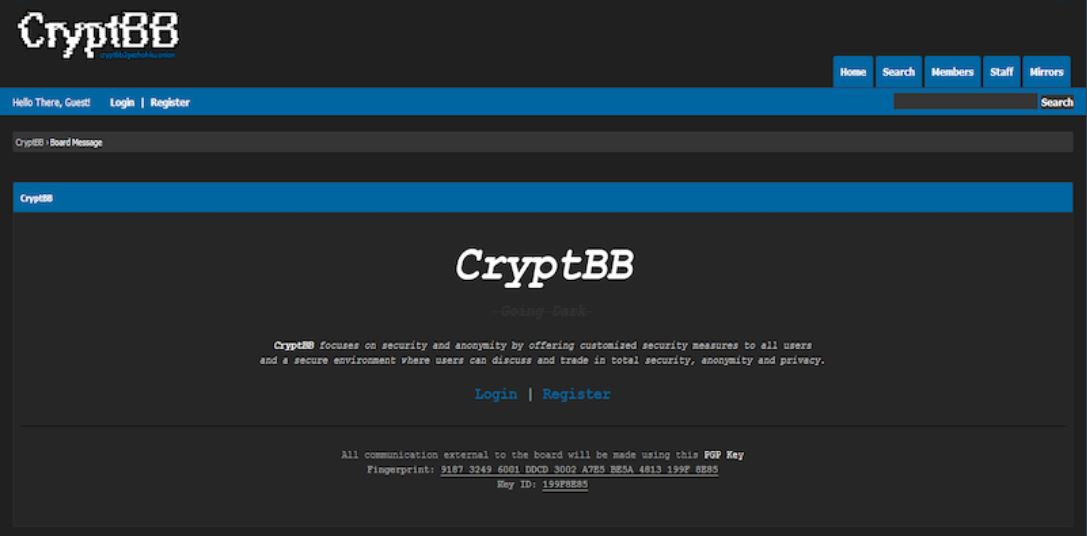 CryptBB
Home Search Members Staff Mirrors
Hello There, Guest! Login | Register
Search
CryptBB › Board Message
CryptBB
CryptBB
-Going-Dark-
CryptBB focuses on security and anonymity by offering customized security measures to all users
and a secure environment where users can discuss and trade in total security, anonymity and privacy.
Login | Register
All communication external to the board will be made using this PGP Key
Fingerprint: 9187 3249 6001 DDCD 3002 A7E5 BE5A 4813 199F 8E85
Key ID: 199F8E85